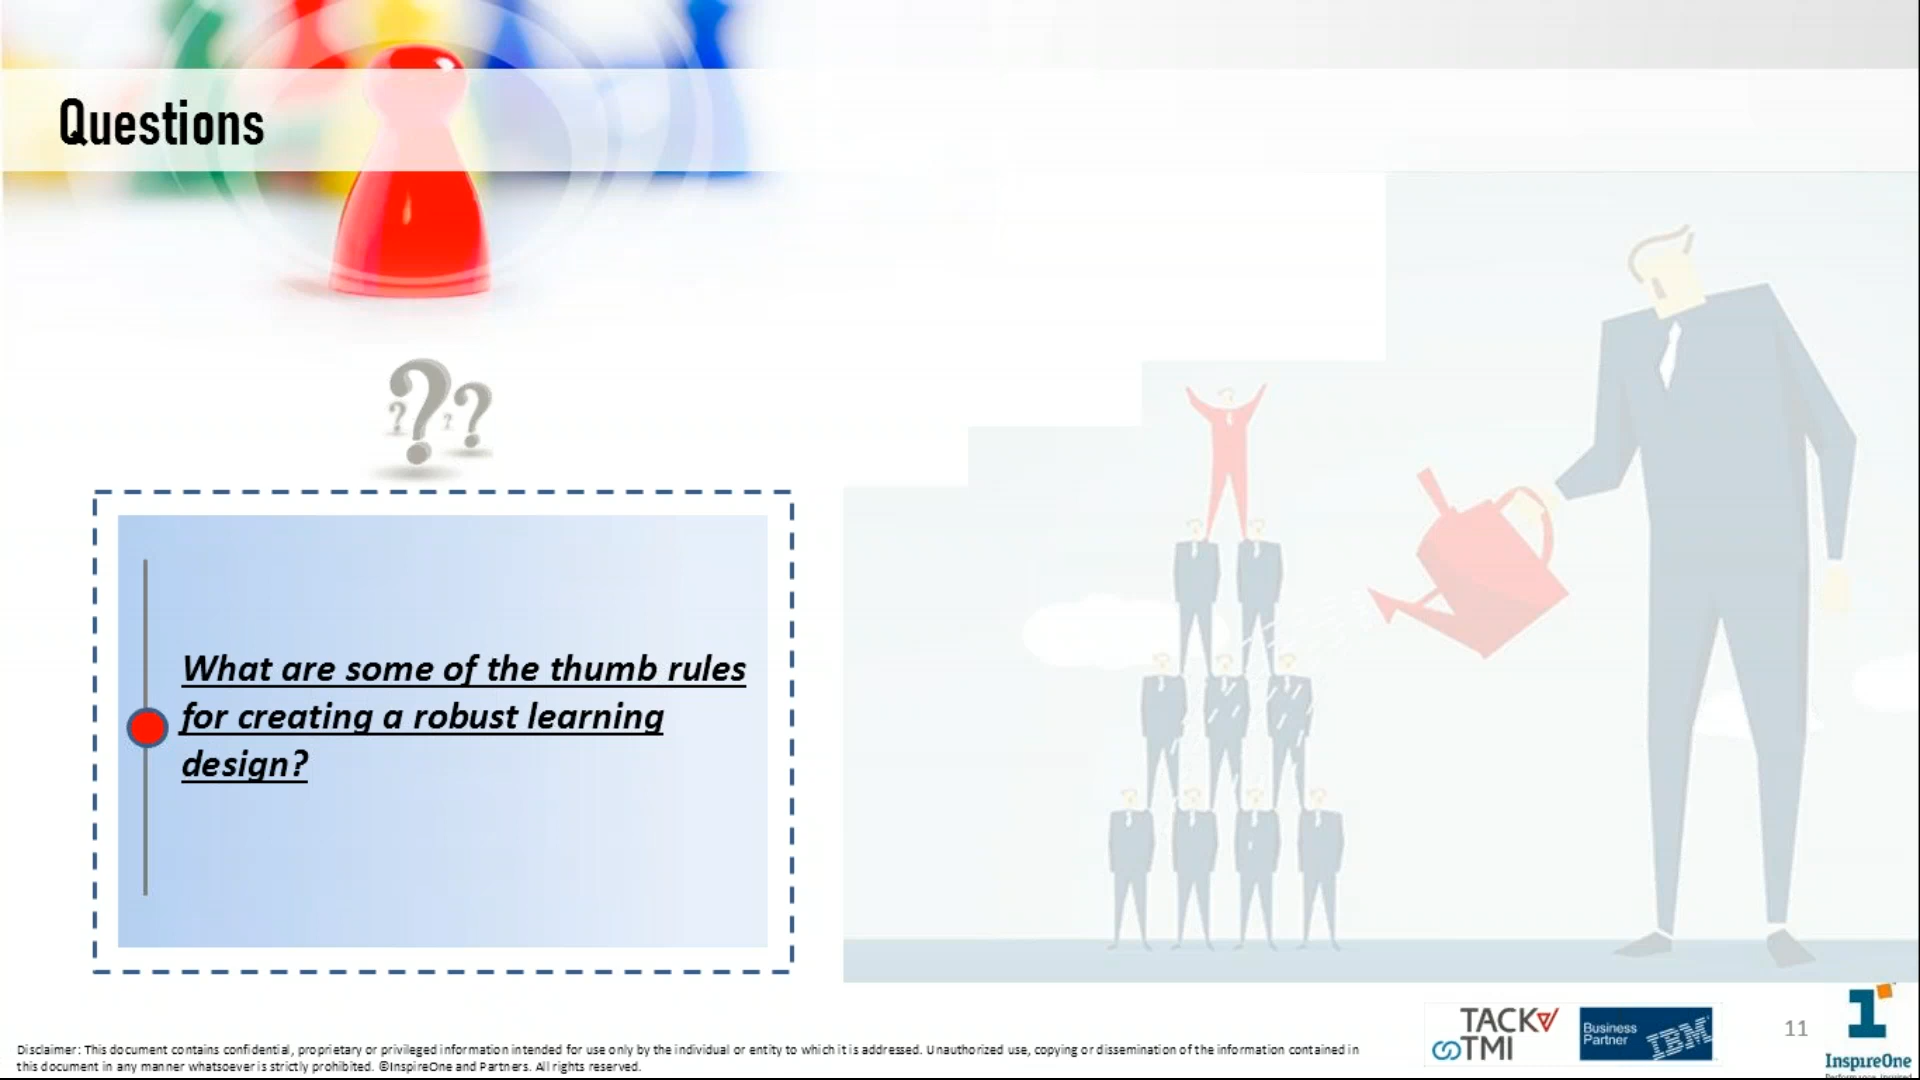 Questions
What are some of the thumb rules
for creating a robust learning
design?
TACK
TMI
Business
Partner
IBM
11
InspireOne
Performance. Inspired
Disclaimer: This document contains confidential, proprietary or privileged information intended for use only by the individual or entity to which it is addressed. Unauthorized use, copying or dissemination of the information contained in
this document in any manner whatsoever is strictly prohibited. ©InspireOne and Partners. All rights reserved.